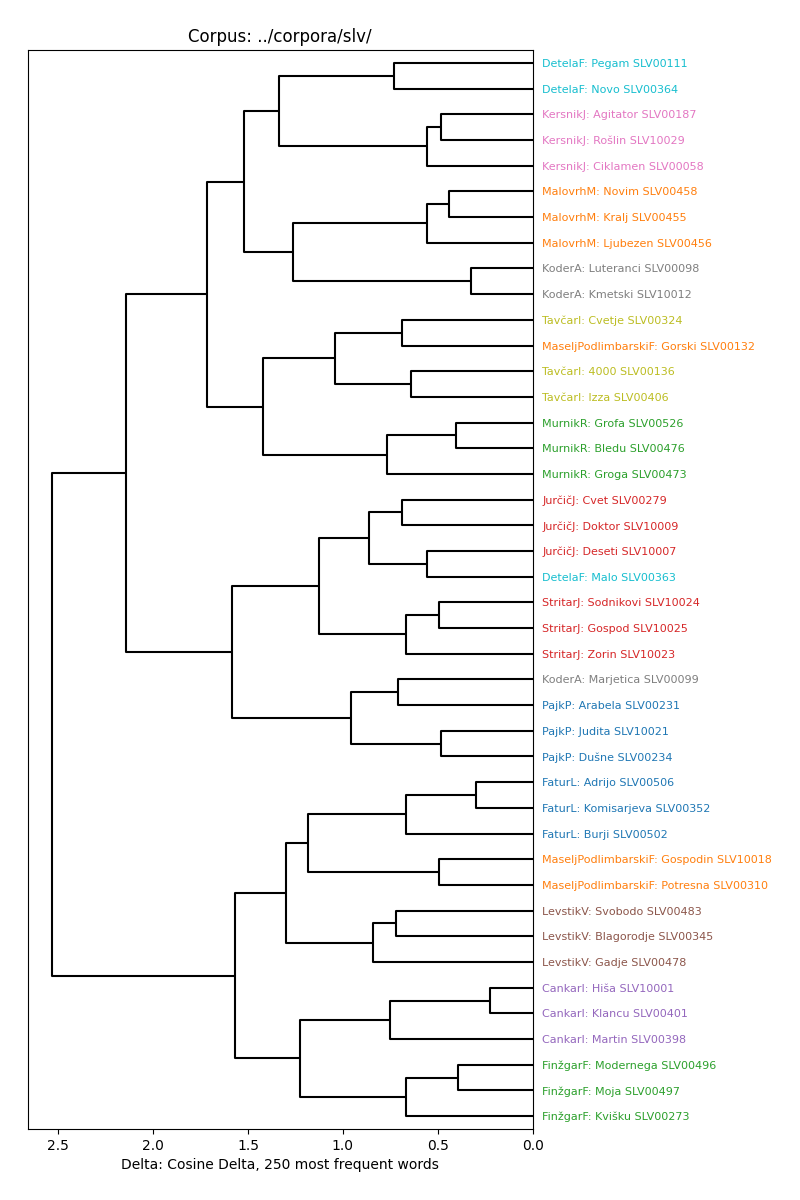 Corpus: ../corpora/slv/
DetelaF: Pegam SLV00111
DetelaF: Novo SLV00364
KersnikJ: Agitator SLV00187
KersnikJ: Rošlin SLV10029
KersnikJ: Ciklamen SLV00058
MalovrhM: Novim SLV00458
MalovrhM: Kralj SLV00455
MalovrhM: Ljubezen SLV00456
KoderA: Luteranci SLV00098
KoderA: Kmetski SLV10012
TavčarI: Cvetje SLV00324
MaseljPodlimbarskiF: Gorski SLV00132
TavčarI: 4000 SLV00136
TavčarI: Izza SLV00406
MurnikR: Grofa SLV00526
MurnikR: Bledu SLV00476
MurnikR: Groga SLV00473
JurčičJ: Cvet SLV00279
JurčičJ: Doktor SLV10009
JurčičJ: Deseti SLV10007
DetelaF: Malo SLV00363
StritarJ: Sodnikovi SLV10024
StritarJ: Gospod SLV10025
StritarJ: Zorin SLV10023
KoderA: Marjetica SLV00099
PajkP: Arabela SLV00231
PajkP: Judita SLV10021
PajkP: Dušne SLV00234
FaturL: Adrijo SLV00506
FaturL: Komisarjeva SLV00352
FaturL: Burji SLV00502
MaseljPodlimbarskiF: Gospodin SLV10018
MaseljPodlimbarskiF: Potresna SLV00310
LevstikV: Svobodo SLV00483
LevstikV: Blagorodje SLV00345
LevstikV: Gadje SLV00478
CankarI: Hiša SLV10001
CankarI: Klancu SLV00401
CankarI: Martin SLV00398
FinžgarF: Modernega SLV00496
FinžgarF: Moja SLV00497
FinžgarF: Kvišku SLV00273
2.5 2.0 1.5 1.0 0.5 0.0
Delta: Cosine Delta, 250 most frequent words